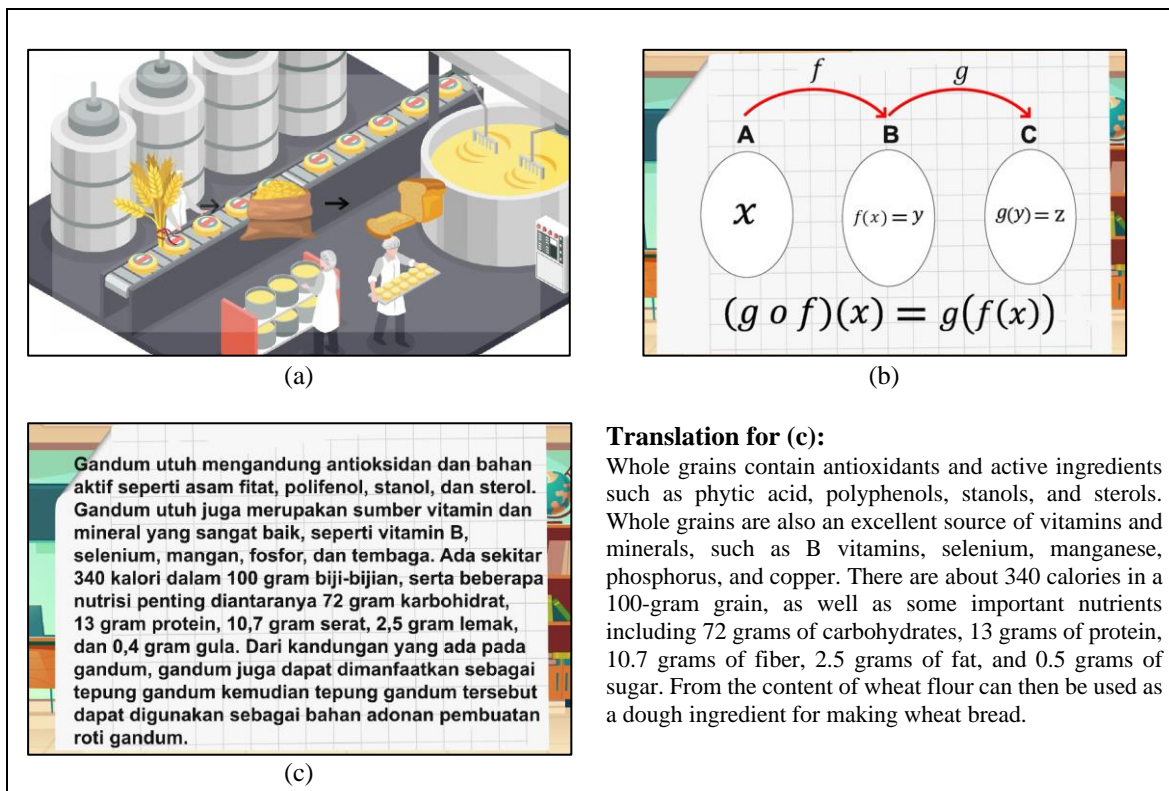 (a)
f g
A B C
x f(x) = y g(y) = z
(g o f)(x) = g(f(x))
(b)
Gandum utuh mengandung antioksidan dan bahan
aktif seperti asam fitat, polifenol, stanol, dan sterol.
Gandum utuh juga merupakan sumber vitamin dan
mineral yang sangat baik, seperti vitamin B,
selenium, mangan, fosfor, dan tembaga. Ada sekitar
340 kalori dalam 100 gram biji-bijian, serta beberapa
nutrisi penting diantaranya 72 gram karbohidrat,
13 gram protein, 10,7 gram serat, 2,5 gram lemak,
dan 0,4 gram gula. Dari kandungan yang ada pada
gandum, gandum juga dapat dimanfaatkan sebagai
tepung gandum kemudian tepung gandum tersebut
dapat digunakan sebagai bahan adonan pembuatan
roti gandum.
(c)
Translation for (c):
Whole grains contain antioxidants and active ingredients
such as phytic acid, polyphenols, stanols, and sterols.
Whole grains are also an excellent source of vitamins and
minerals, such as B vitamins, selenium, manganese,
phosphorus, and copper. There are about 340 calories in a
100-gram grain, as well as some important nutrients
including 72 grams of carbohydrates, 13 grams of protein,
10.7 grams of fiber, 2.5 grams of fat, and 0.5 grams of
sugar. From the content of wheat flour can then be used as
a dough ingredient for making wheat bread.